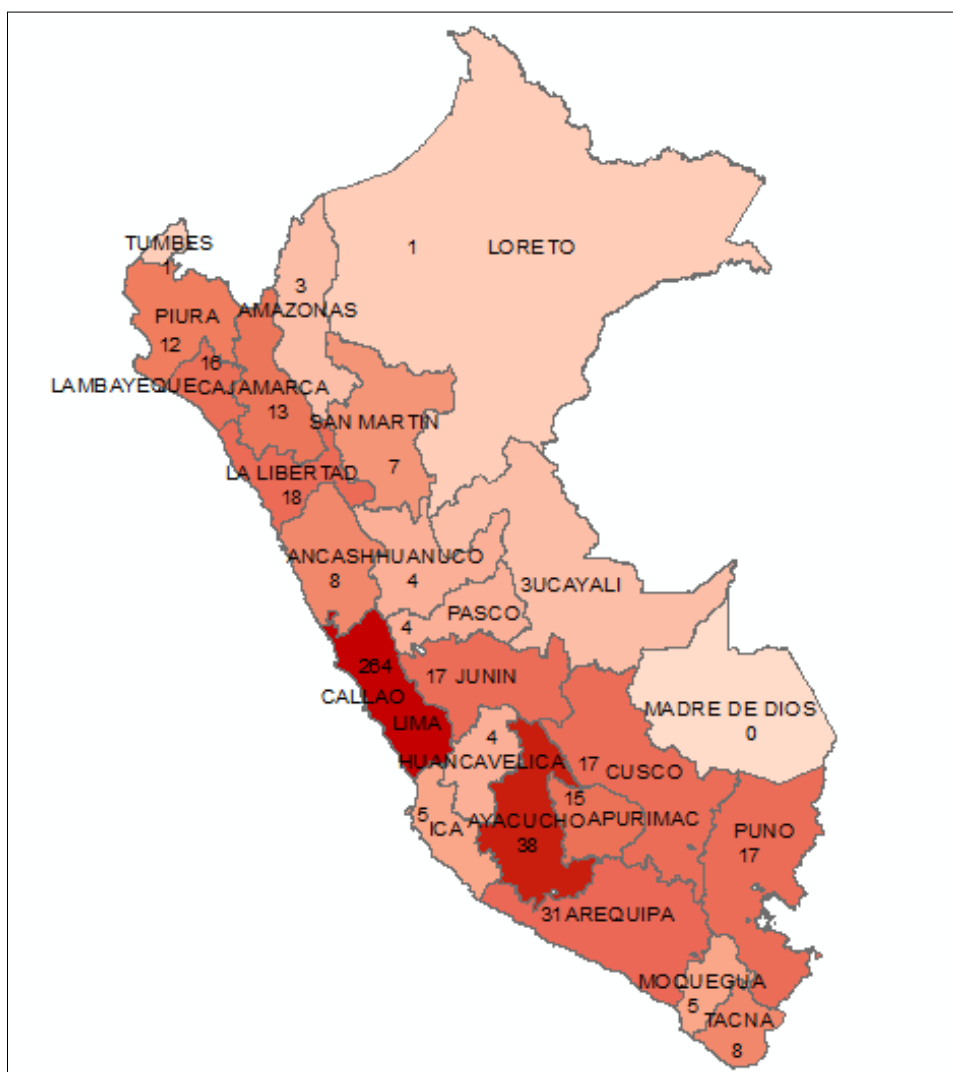 TUMBES
1
1 LORETO
3
AMAZONAS
PIURA
12
16
LAMBAYEQUE
CAJAMARCA
13
SAN MARTIN
7
LA LIBERTAD
18
ANCASH
8
HUANUCO
4
3UCAYALI
PASCO
4
264
CALLAO
LIMA
17 JUNIN
MADRE DE DIOS
0
4
HUANCAVELICA
17 CUSCO
15
APURIMAC
5 ICA
AYACUCHO
38
PUNO
17
31 AREQUIPA
MOQUEGUA
5
TACNA
8